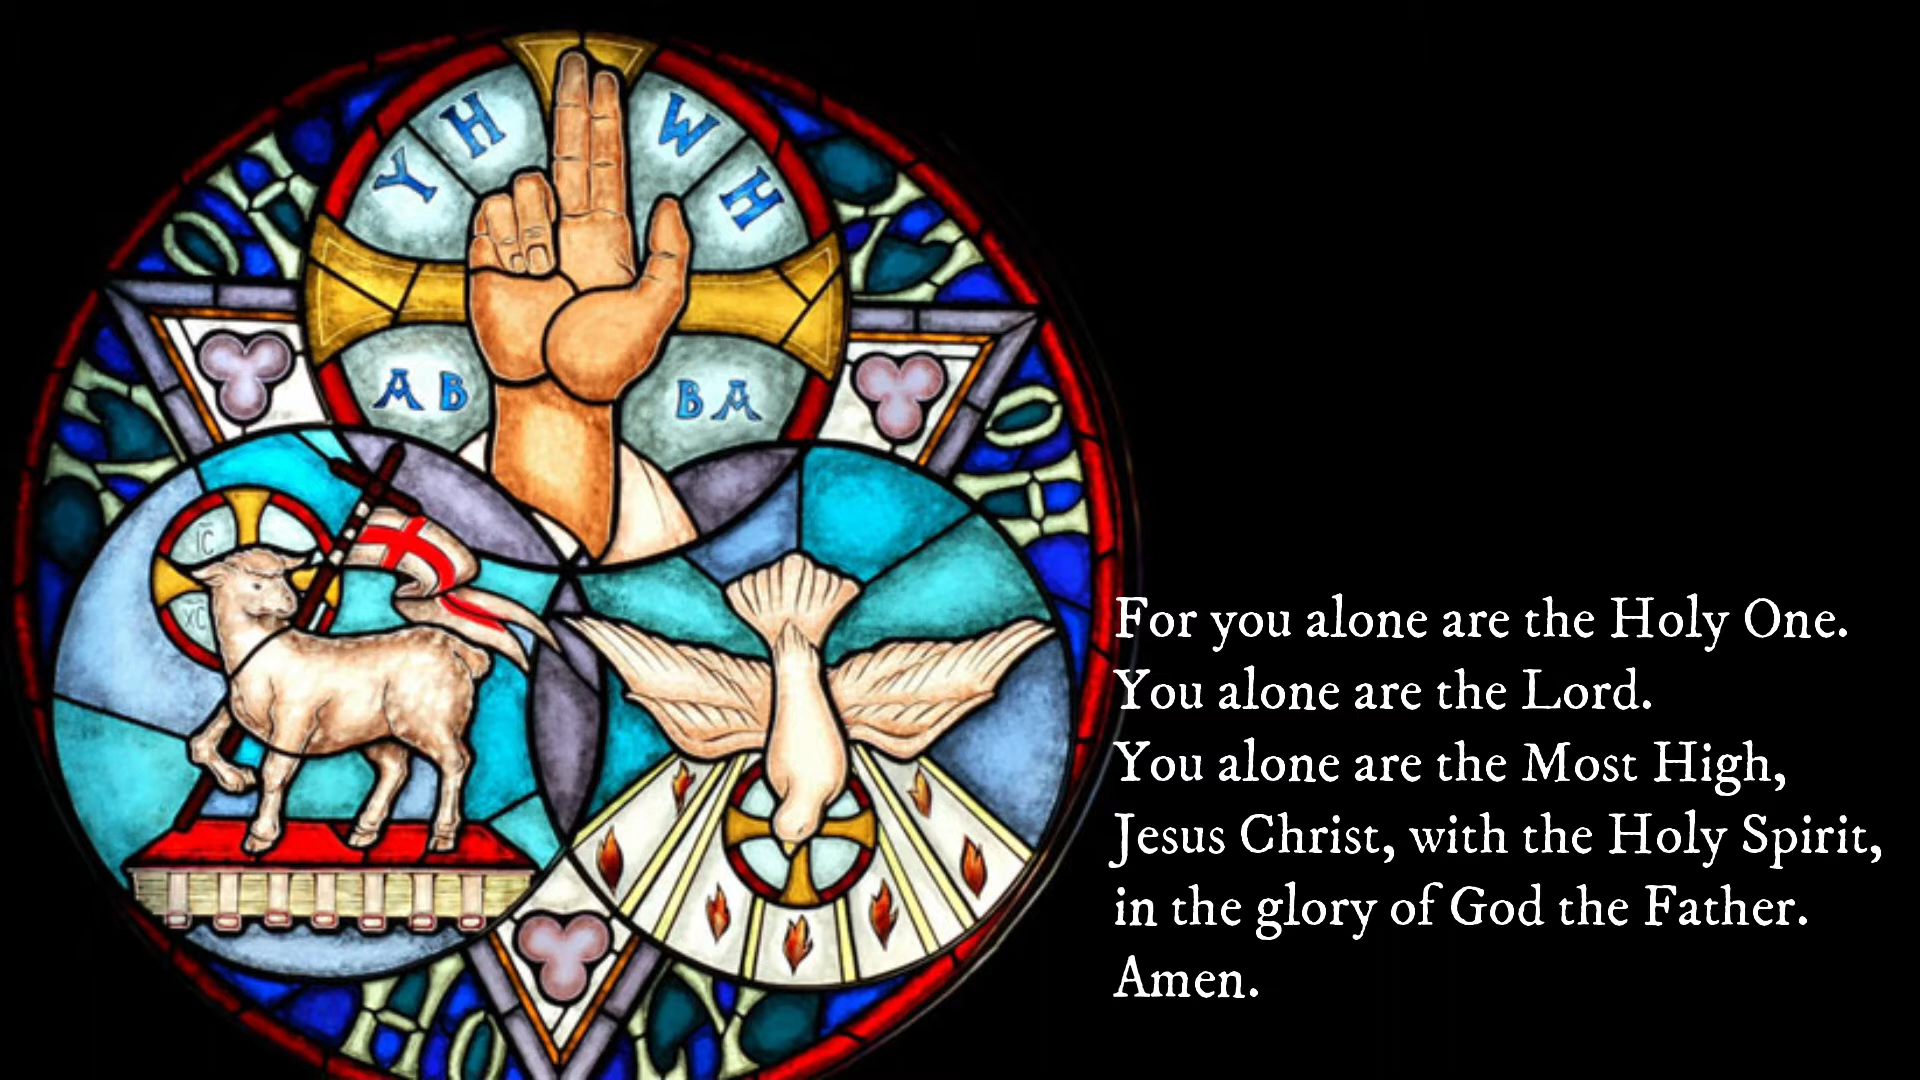 Y H W H
AB BA
IC
XC
For you alone are the Holy One.
You alone are the Lord.
You alone are the Most High,
Jesus Christ, with the Holy Spirit,
in the glory of God the Father.
Amen.